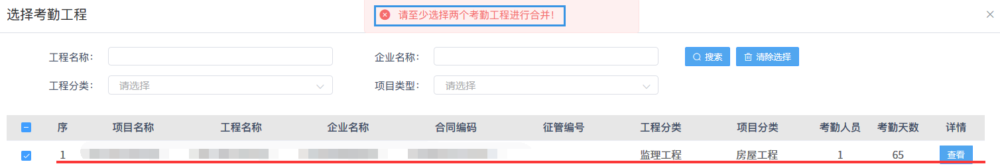 选择考勤工程
请至少选择两个考勤工程进行合并！
工程名称： 企业名称： 搜索 清除选择
工程分类： 请选择 项目类型： 请选择
序 项目名称 工程名称 企业名称 合同编码 征管编号 工程分类 项目分类 考勤人员 考勤天数 详情
1 监理工程 房屋工程 1 65 查看